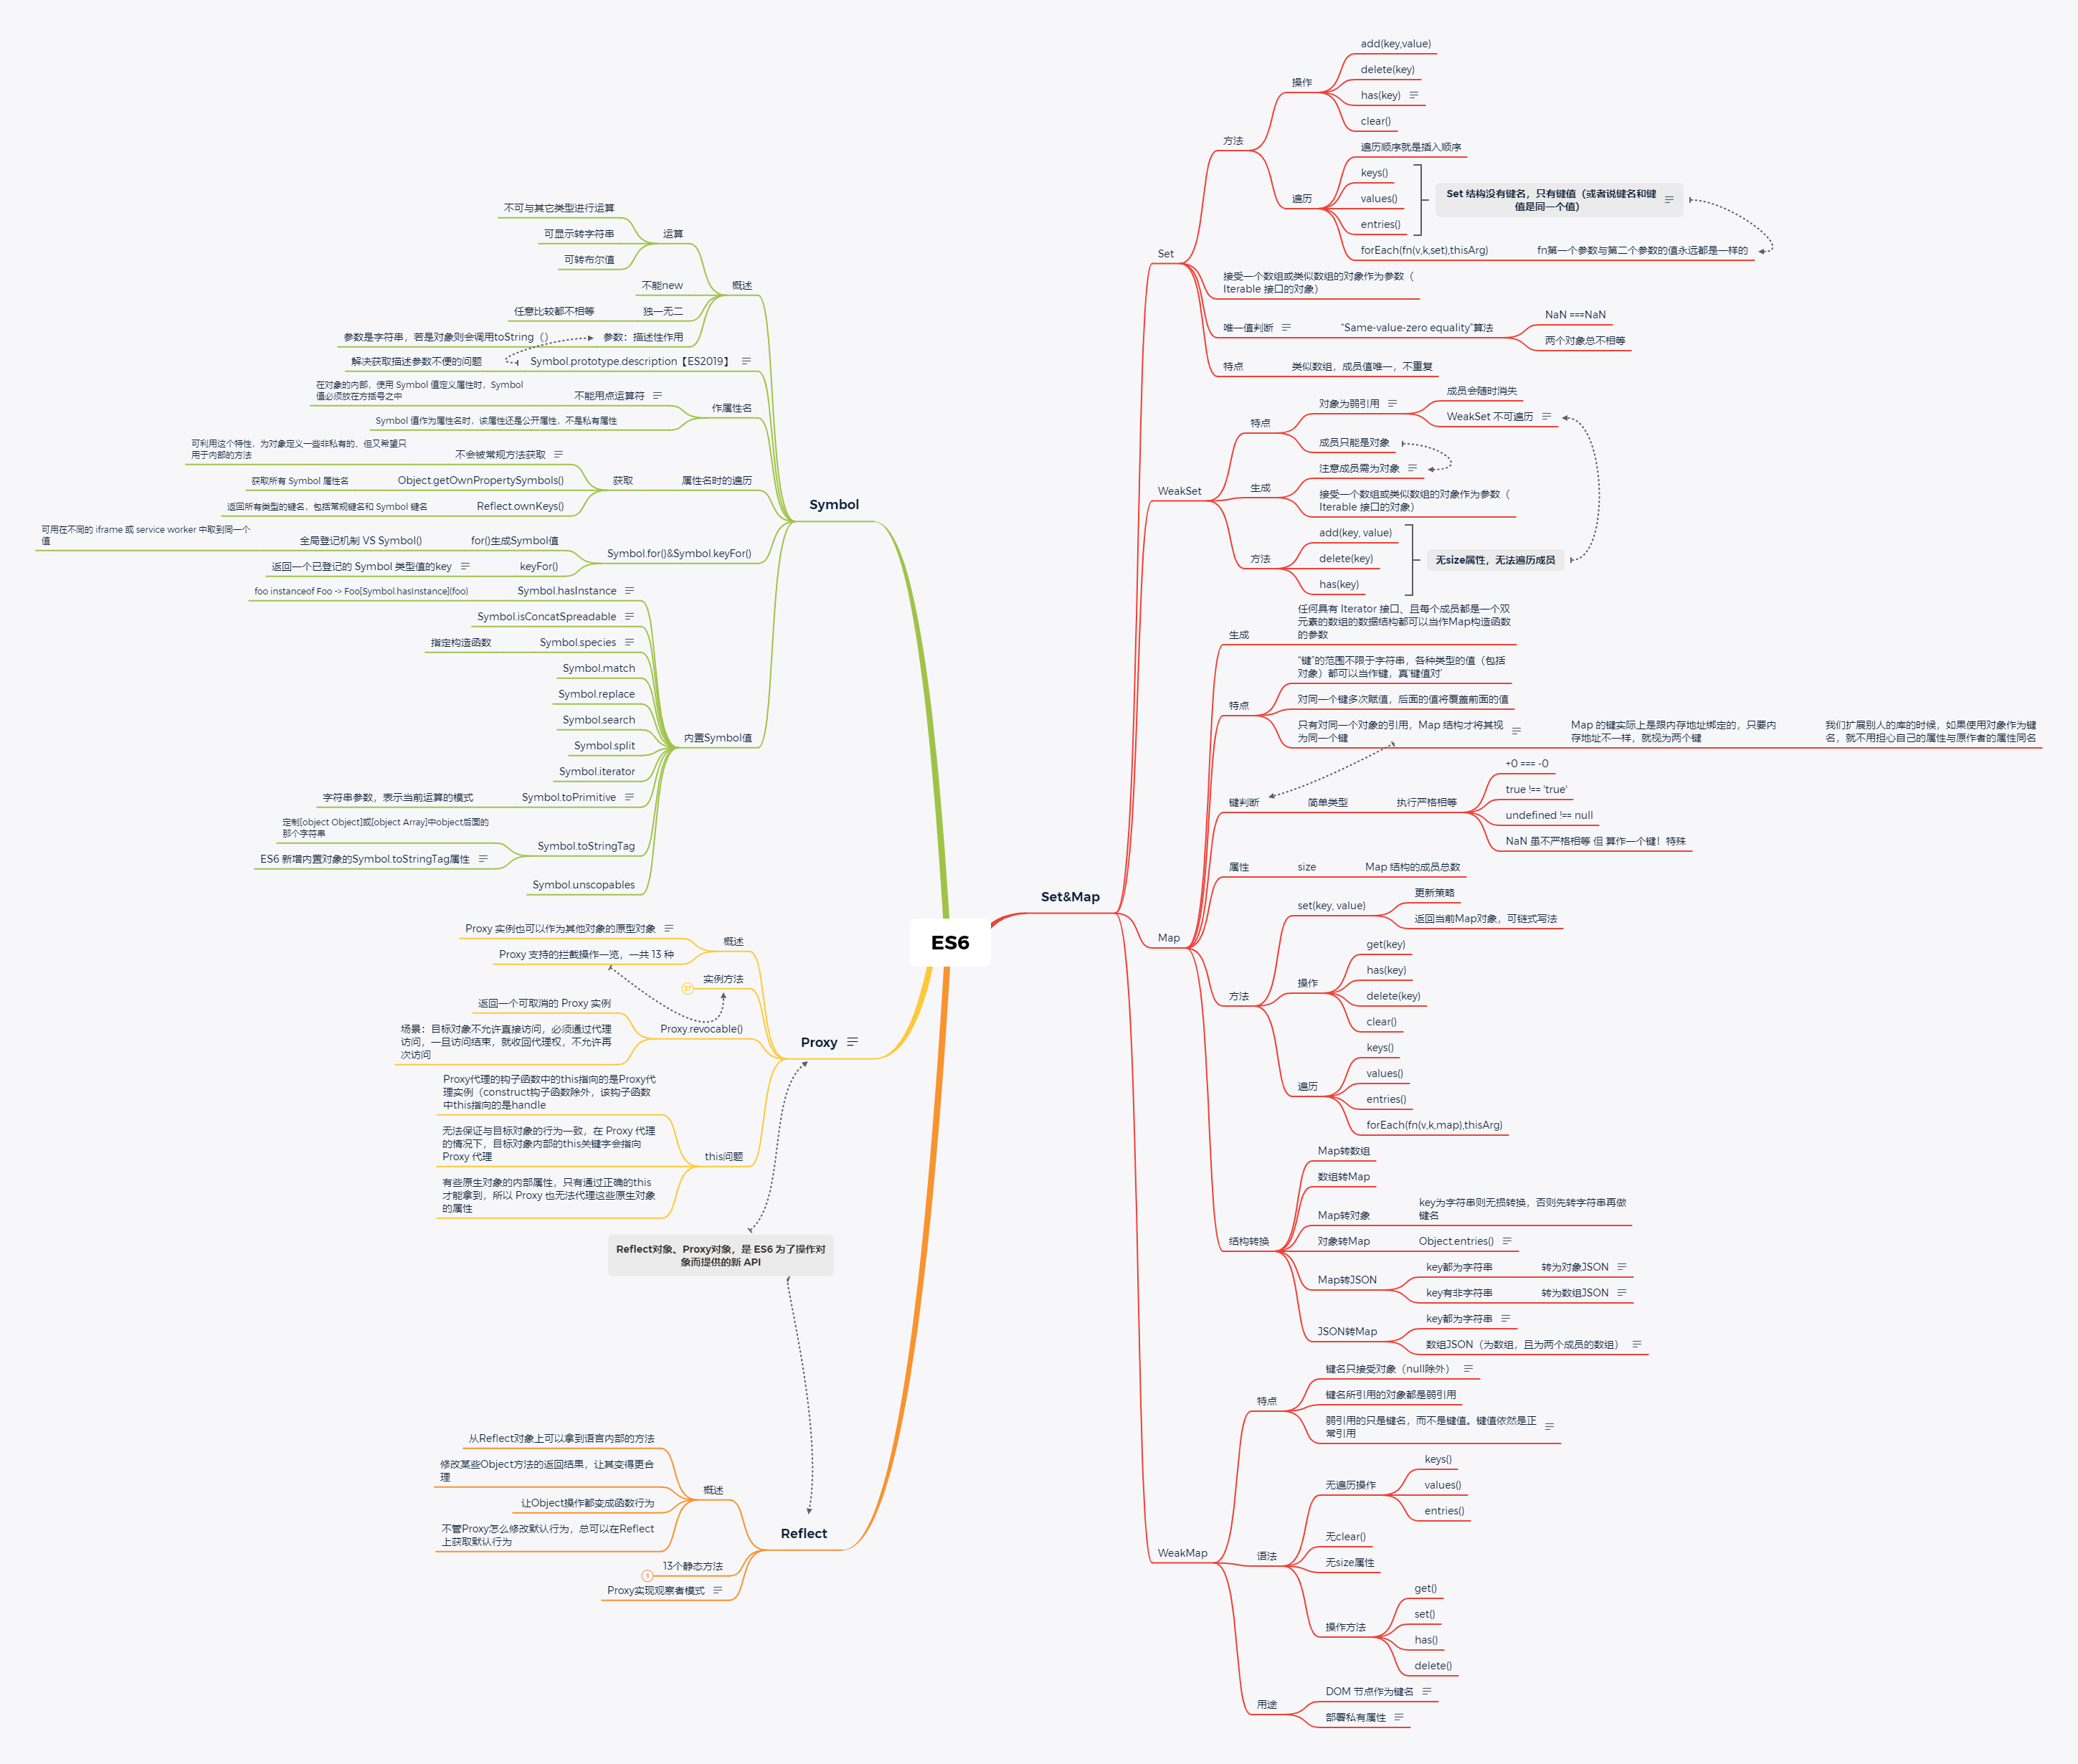 ES6
Symbol
概述
运算
不可与其它类型进行运算
可显示转字符串
可转布尔值
不能new
独一无二
任意比较都不相等
参数：描述性作用
参数是字符串，若是对象则会调用toString（）
Symbol.prototype.description【ES2019】
解决获取描述参数不便的问题
作属性名
不能用点运算符
在对象的内部，使用 Symbol 值定义属性时，Symbol
值必须放在方括号之中
Symbol 值作为属性名时，该属性还是公开属性，不是私有属性
属性名时的遍历
获取
不会被常规方法获取
可利用这个特性，为对象定义一些非私有的、但又希望只
用于内部的方法
Object.getOwnPropertySymbols()
获取所有 Symbol 属性名
Reflect.ownKeys()
返回所有类型的键名，包括常规键名和 Symbol 键名
Symbol.for()&Symbol.keyFor()
for()生成Symbol值
全局登记机制 VS Symbol()
可用在不同的 iframe 或 service worker 中取到同一个
值
keyFor()
返回一个已登记的 Symbol 类型值的key
内置Symbol值
Symbol.hasInstance
foo instanceof Foo -> Foo[Symbol.hasInstance](foo)
Symbol.isConcatSpreadable
Symbol.species
指定构造函数
Symbol.match
Symbol.replace
Symbol.search
Symbol.split
Symbol.iterator
Symbol.toPrimitive
字符串参数，表示当前运算的模式
Symbol.toStringTag
定制[object Object]或[object Array]中object后面的
那个字符串
ES6 新增内置对象的Symbol.toStringTag属性
Symbol.unscopables
Proxy
概述
Proxy 实例也可以作为其他对象的原型对象
Proxy 支持的拦截操作一览，一共 13 种
实例方法
37
Proxy.revocable()
返回一个可取消的 Proxy 实例
场景：目标对象不允许直接访问，必须通过代理
访问，一旦访问结束，就收回代理权，不允许再
次访问
this问题
Proxy代理的钩子函数中的this指向的是Proxy代
理实例（construct钩子函数除外，该钩子函数
中this指向的是handle
无法保证与目标对象的行为一致，在 Proxy 代理
的情况下，目标对象内部的this关键字会指向
Proxy 代理
有些原生对象的内部属性，只有通过正确的this
才能拿到，所以 Proxy 也无法代理这些原生对象
的属性
Reflect对象、Proxy对象，是 ES6 为了操作对
象而提供的新 API
Reflect
概述
从Reflect对象上可以拿到语言内部的方法
修改某些Object方法的返回结果，让其变得更合
理
让Object操作都变成函数行为
不管Proxy怎么修改默认行为，总可以在Reflect
上获取默认行为
13个静态方法
1
Proxy实现观察者模式
Set&Map
Set
方法
操作
add(key,value)
delete(key)
has(key)
clear()
遍历
遍历顺序就是插入顺序
keys()
values()
entries()
Set 结构没有键名，只有键值（或者说键名和键
值是同一个值）
forEach(fn(v,k,set),thisArg)
fn第一个参数与第二个参数的值永远都是一样的
接受一个数组或类似数组的对象作为参数（
Iterable 接口的对象）
唯一值判断
“Same-value-zero equality”算法
NaN ===NaN
两个对象总不相等
特点
类似数组，成员值唯一，不重复
WeakSet
特点
对象为弱引用
成员会随时消失
WeakSet 不可遍历
成员只能是对象
生成
注意成员需为对象
接受一个数组或类似数组的对象作为参数（
Iterable 接口的对象）
方法
add(key, value)
delete(key)
has(key)
无size属性，无法遍历成员
Map
生成
任何具有 Iterator 接口、且每个成员都是一个双
元素的数组的数据结构都可以当作Map构造函数
的参数
特点
“键”的范围不限于字符串，各种类型的值（包括
对象）都可以当作键，真‘键值对’
对同一个键多次赋值，后面的值将覆盖前面的值
只有对同一个对象的引用，Map 结构才将其视
为同一个键
Map 的键实际上是跟内存地址绑定的，只要内
存地址不一样，就视为两个键
我们扩展别人的库的时候，如果使用对象作为键
名，就不用担心自己的属性与原作者的属性同名
键判断
简单类型
执行严格相等
+0 === -0
true !== 'true'
undefined !== null
NaN 虽不严格相等 但 算作一个键！特殊
属性
size
Map 结构的成员总数
方法
set(key, value)
更新策略
返回当前Map对象，可链式写法
操作
get(key)
has(key)
delete(key)
clear()
遍历
keys()
values()
entries()
forEach(fn(v,k,map),thisArg)
结构转换
Map转数组
数组转Map
Map转对象
key为字符串则无损转换，否则先转字符串再做
键名
对象转Map
Object.entries()
Map转JSON
key都为字符串
转为对象JSON
key有非字符串
转为数组JSON
JSON转Map
key都为字符串
数组JSON（为数组，且为两个成员的数组）
WeakMap
特点
键名只接受对象（null除外）
键名所引用的对象都是弱引用
弱引用的只是键名，而不是键值。键值依然是正
常引用
语法
无遍历操作
keys()
values()
entries()
无clear()
无size属性
操作方法
get()
set()
has()
delete()
用途
DOM 节点作为键名
部署私有属性